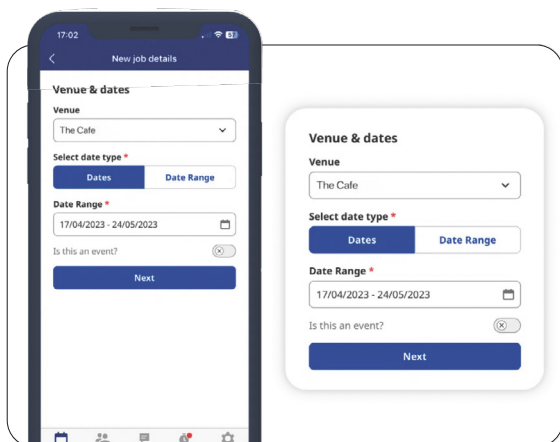 17:02
New job details
Venue & dates
Venue
The Cafe
Select date type *
Dates Date Range
Date Range *
17/04/2023 - 24/05/2023
Is this an event?
Next
Venue & dates
Venue
The Cafe
Select date type *
Dates Date Range
Date Range *
17/04/2023 - 24/05/2023
Is this an event?
Next